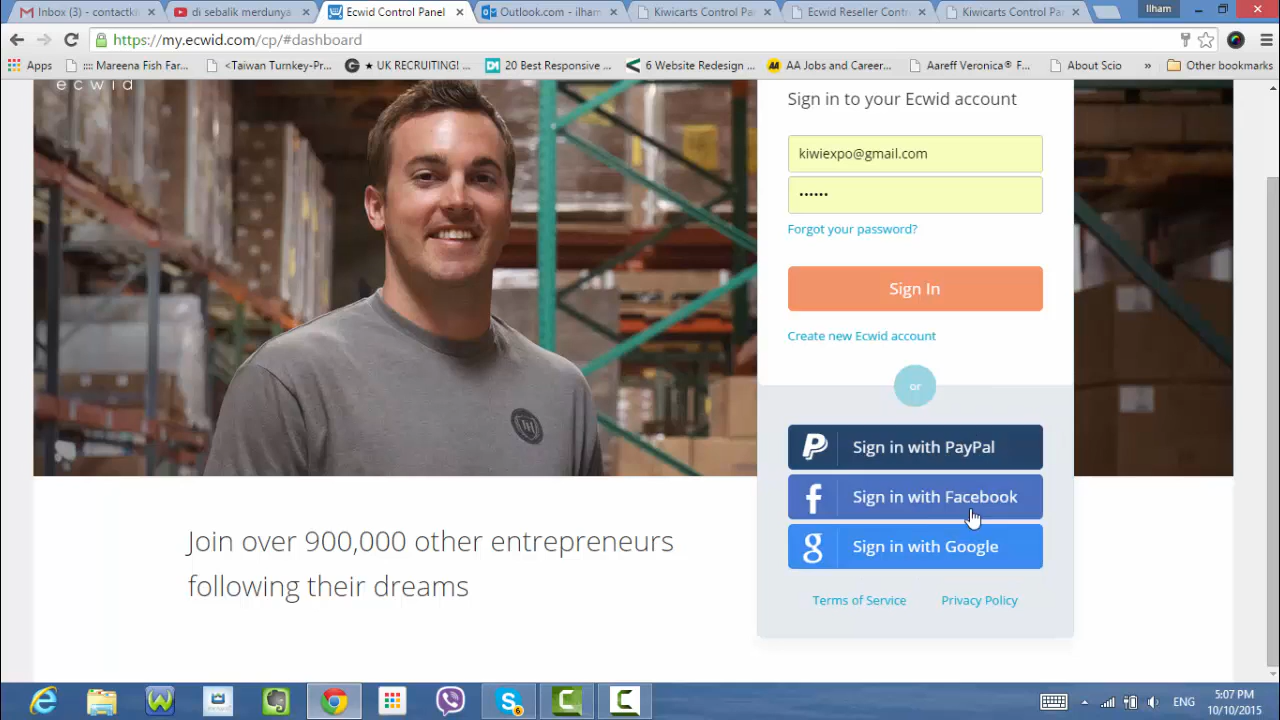 Inbox (3) - contactkiw
di sebalik merdunya
Ecwid Control Panel
Outlook.com - ilham
Kiwicarts Control Pa
Ecwid Reseller Contr
Kiwicarts Control Pa
Ilham
https://my.ecwid.com/cp/#dashboard
Apps
:::: Mareena Fish Far...
<Taiwan Turnkey-Pr
★ UK RECRUITING! ...
20 Best Responsive ...
6 Website Redesign ...
AA Jobs and Career...
Aareff Veronica® F...
About Scio
»
Other bookmarks
ecwid
Sign in to your Ecwid account
kiwiexpo@gmail.com
••••••
Forgot your password?
Sign In
Create new Ecwid account
or
Sign in with PayPal
Sign in with Facebook
Sign in with Google
Terms of Service Privacy Policy
Join over 900,000 other entrepreneurs
following their dreams
ENG
5:07 PM
10/10/2015